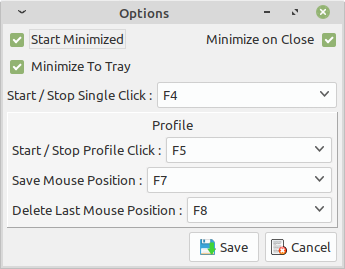 Options
Start Minimized Minimize on Close
Minimize To Tray
Start / Stop Single Click : F4
Profile
Start / Stop Profile Click : F5
Save Mouse Position : F7
Delete Last Mouse Position : F8
Save Cancel